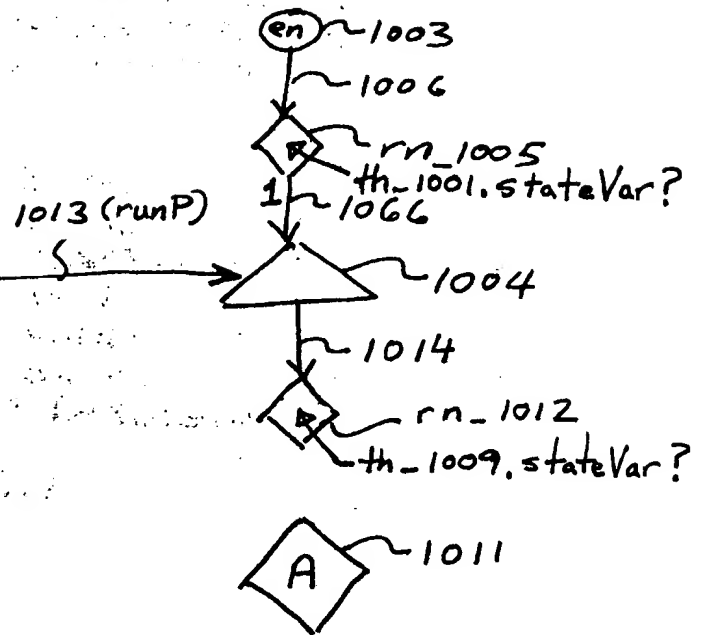 en 1003
1006
rn_1005
th_1001.stateVar?
1 1066
1013 (runP)
1004
1014
rn_1012
th_1009.stateVar?
A 1011